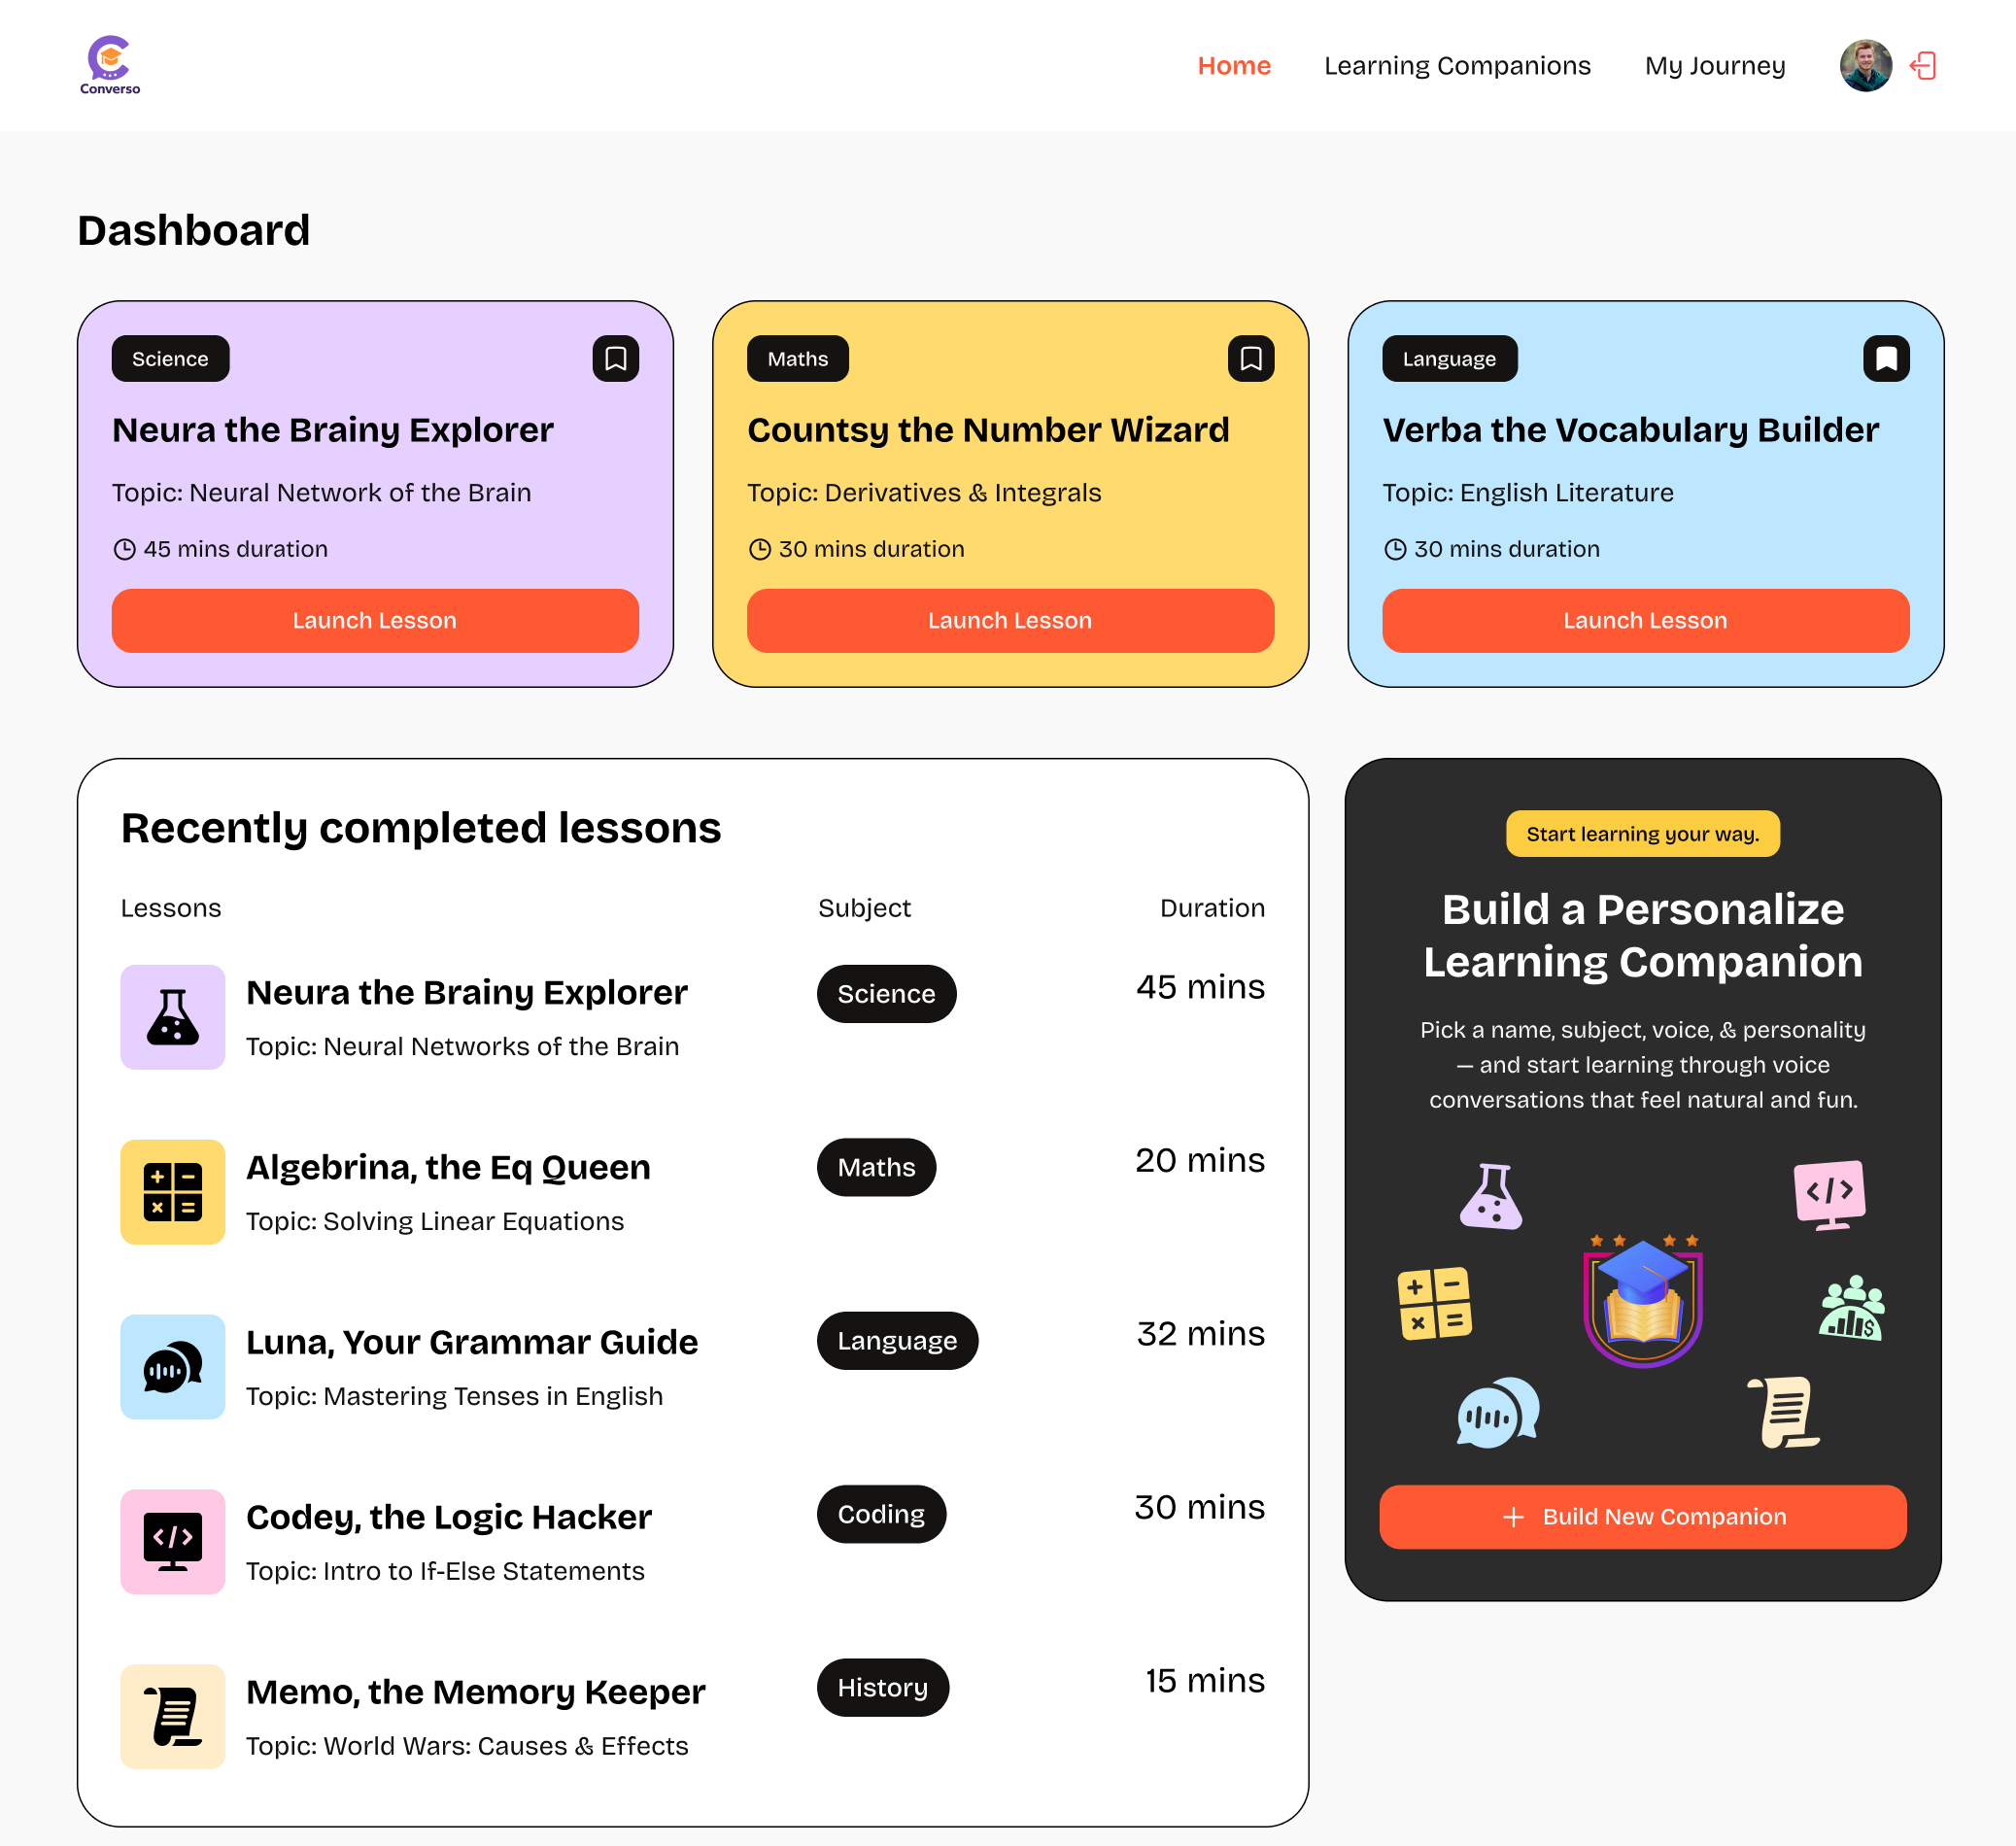 Converso
Home
Learning Companions
My Journey
Dashboard
Science
Neura the Brainy Explorer
Topic: Neural Network of the Brain
45 mins duration
Launch Lesson
Maths
Countsy the Number Wizard
Topic: Derivatives & Integrals
30 mins duration
Launch Lesson
Language
Verba the Vocabulary Builder
Topic: English Literature
30 mins duration
Launch Lesson
Recently completed lessons
Lessons
Subject
Duration
Neura the Brainy Explorer
Topic: Neural Networks of the Brain
Science
45 mins
Algebrina, the Eq Queen
Topic: Solving Linear Equations
Maths
20 mins
Luna, Your Grammar Guide
Topic: Mastering Tenses in English
Language
32 mins
Codey, the Logic Hacker
Topic: Intro to If-Else Statements
Coding
30 mins
Memo, the Memory Keeper
Topic: World Wars: Causes & Effects
History
15 mins
Start learning your way.
Build a Personalize
Learning Companion
Pick a name, subject, voice, & personality
— and start learning through voice
conversations that feel natural and fun.
Build New Companion